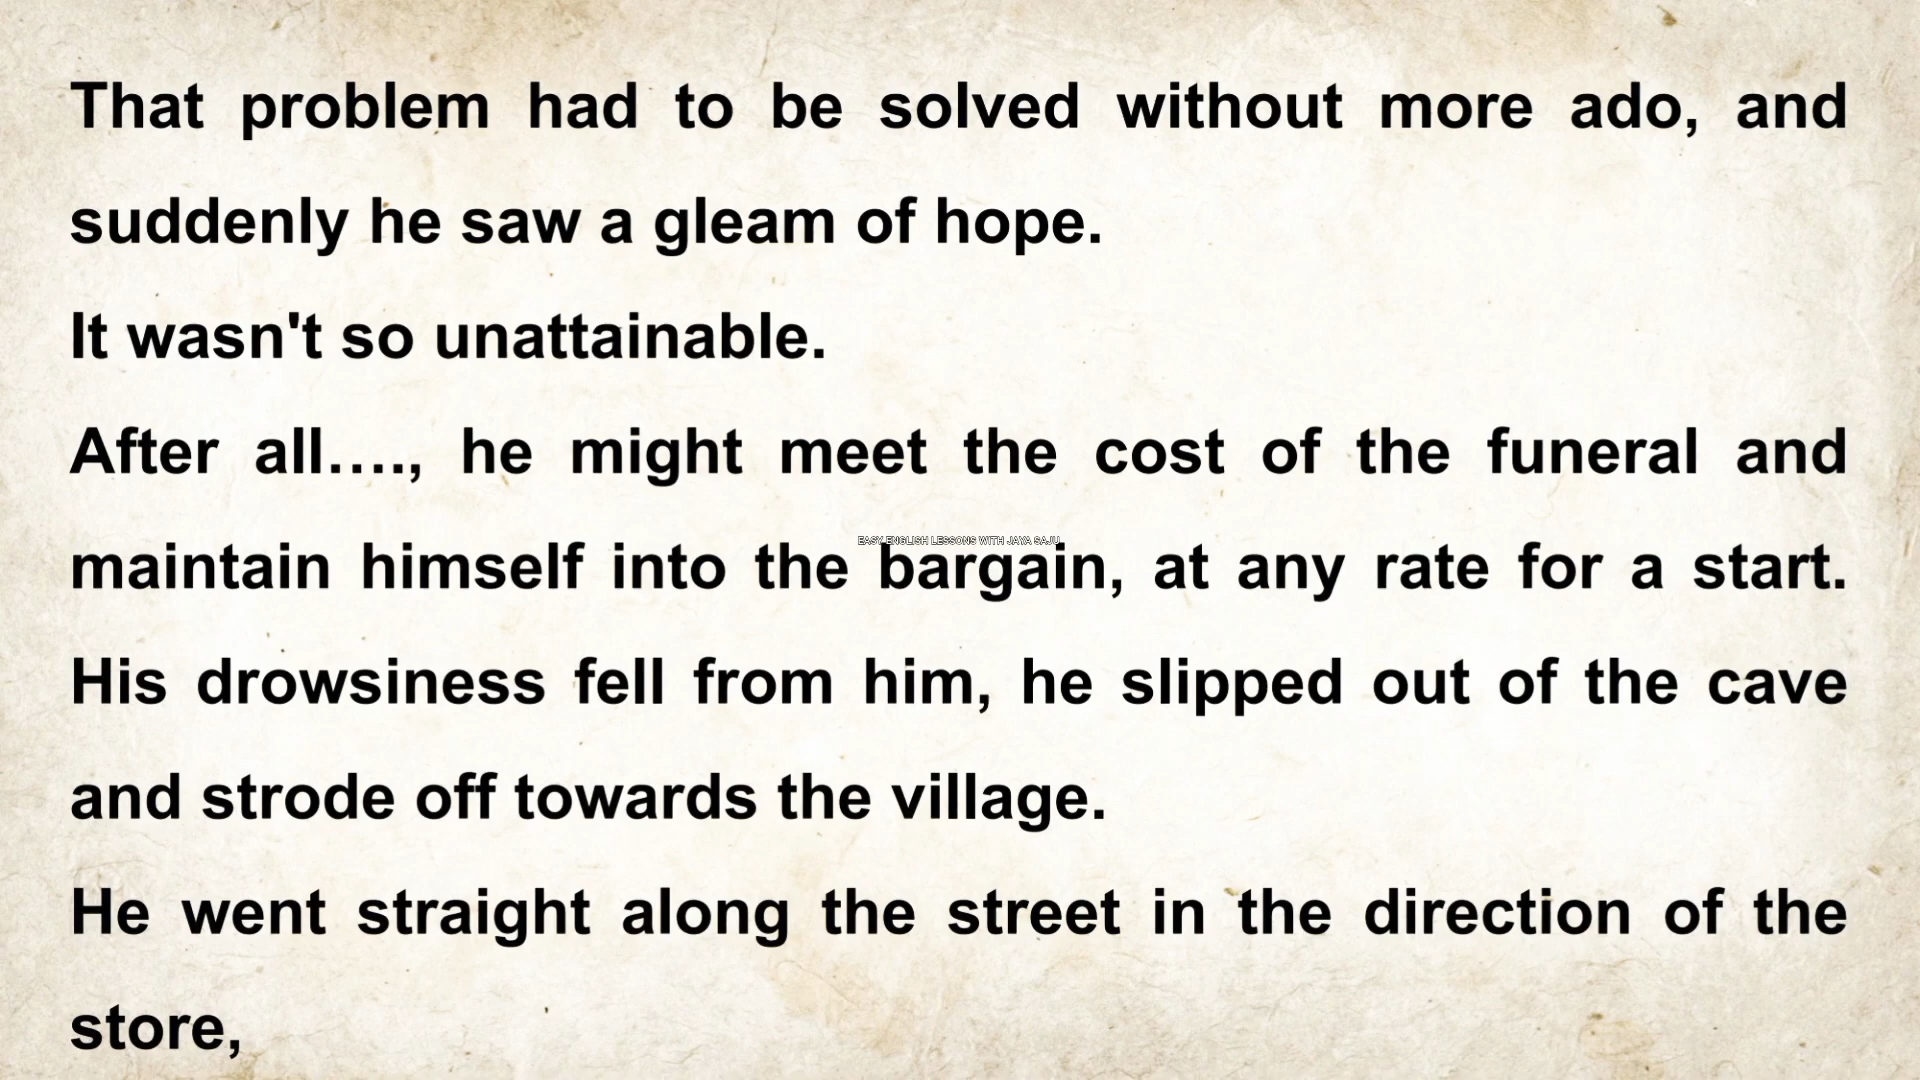 That problem had to be solved without more ado, and
suddenly he saw a gleam of hope.
It wasn't so unattainable.
After all...., he might meet the cost of the funeral and
EASY ENGLISH LESSONS WITH JAYA SAJU
maintain himself into the bargain, at any rate for a start.
His drowsiness fell from him, he slipped out of the cave
and strode off towards the village.
He went straight along the street in the direction of the
store,